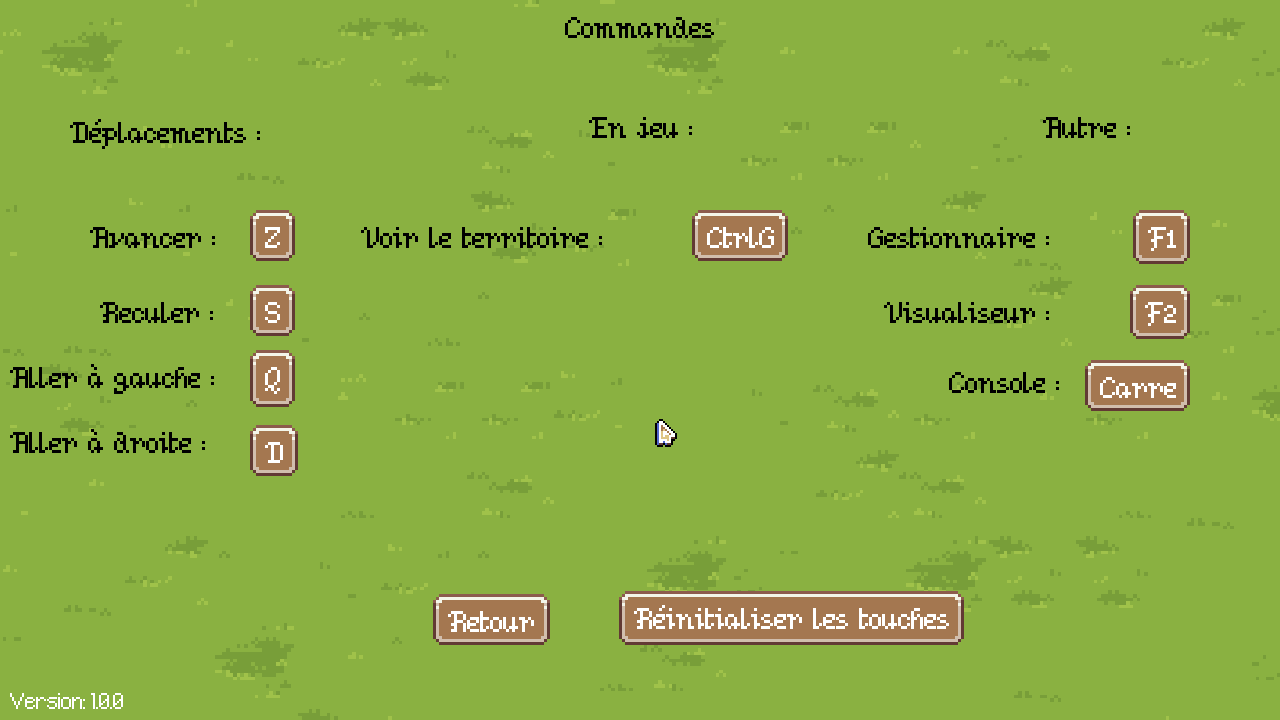 Commandes
Déplacements :
En jeu :
Autre :
Avancer :
Z
Voir le territoire :
CtrlG
Gestionnaire :
F1
Reculer :
S
Visualiseur :
F2
Aller à gauche :
Q
Console :
Carre
Aller à droite :
D
Retour
Réinitialiser les touches
Version: 1.0.0